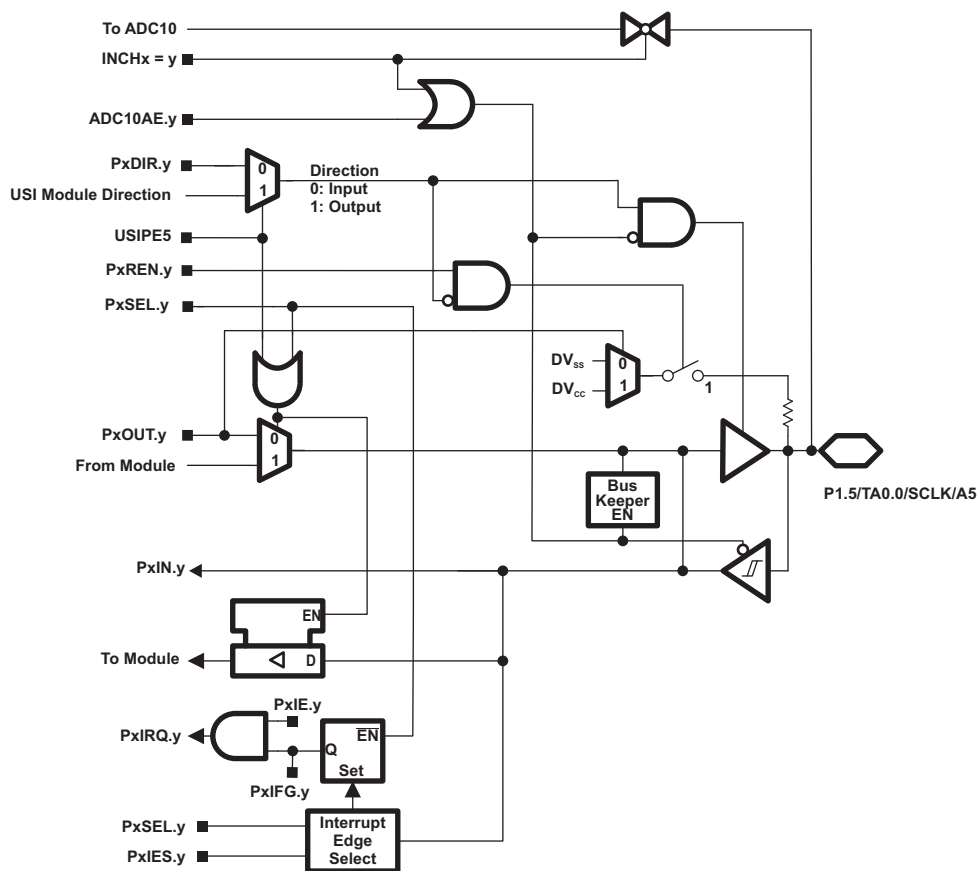 To ADC10
INCHx = y
ADC10AE.y
PxDIR.y
0
1
Direction
0: Input
1: Output
USI Module Direction
USIPE5
PxREN.y
PxSEL.y
DVSS
0
DVCC
1
1
PxOUT.y
0
From Module
1
Bus
Keeper
EN
P1.5/TA0.0/SCLK/A5
PxIN.y
EN
To Module
D
PxIE.y
PxIRQ.y
EN
Q
Set
PxIFG.y
PxSEL.y
PxIES.y
Interrupt
Edge
Select